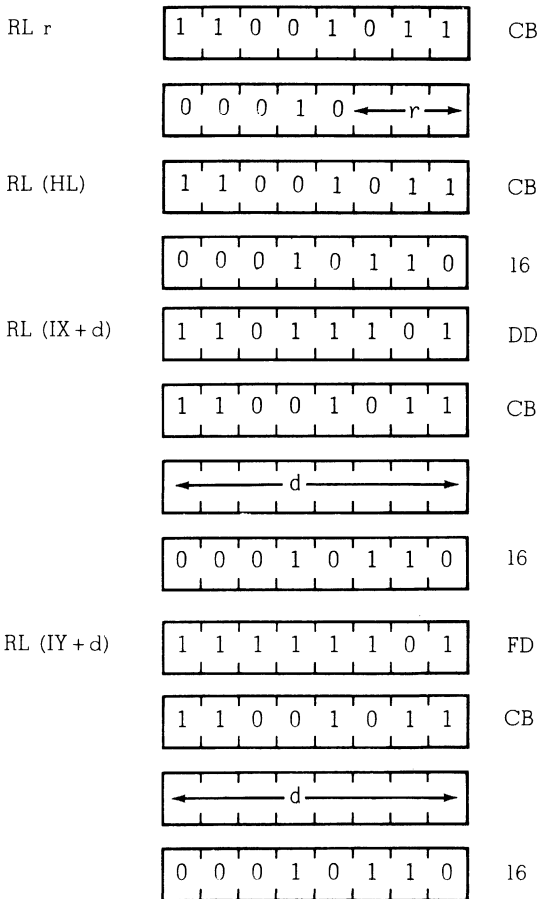 RL r 1 1 0 0 1 0 1 1 CB
0 0 0 1 0 r
RL (HL) 1 1 0 0 1 0 1 1 CB
0 0 0 1 0 1 1 0 16
RL (IX + d) 1 1 0 1 1 1 0 1 DD
1 1 0 0 1 0 1 1 CB
d
0 0 0 1 0 1 1 0 16
RL (IY + d) 1 1 1 1 1 1 0 1 FD
1 1 0 0 1 0 1 1 CB
d
0 0 0 1 0 1 1 0 16